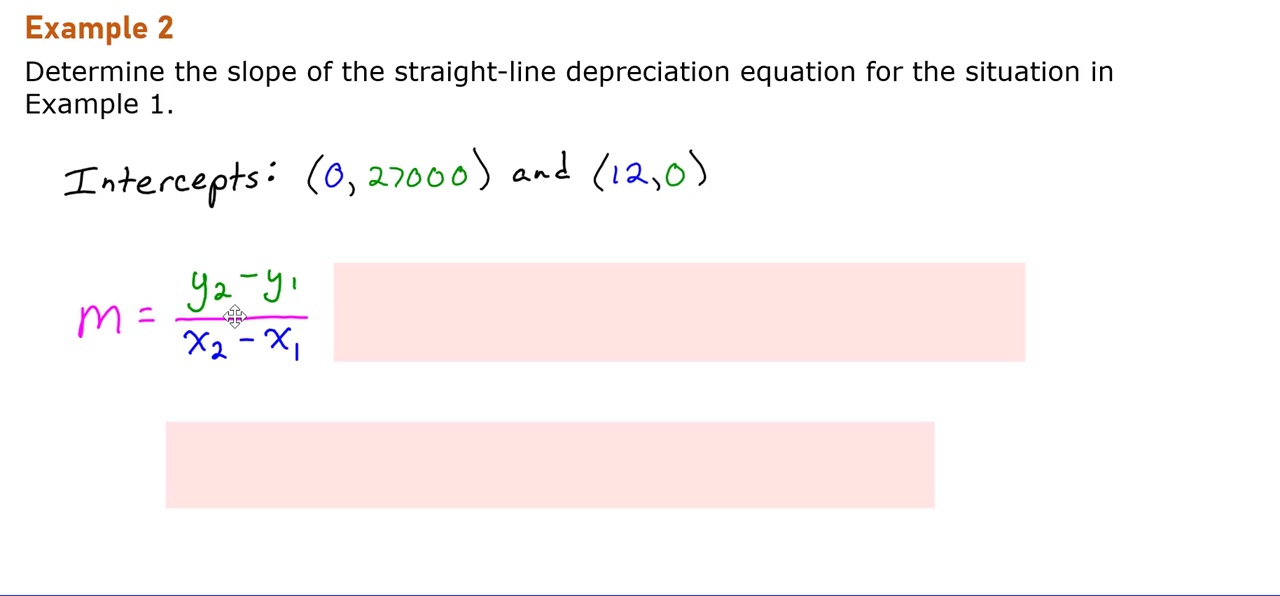 Example 2
Determine the slope of the straight-line depreciation equation for the situation in
Example 1.
Intercepts: (0, 27000) and (12,0)
m = y₂ - y₁ / x₂ - x₁